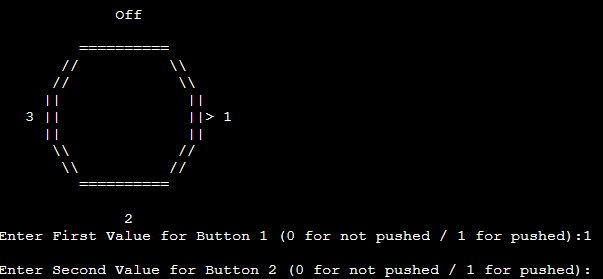 Off
==========
// \\
// \\
|| ||
3 || ||> 1
|| ||
\\ //
\\ //
==========
2
Enter First Value for Button 1 (0 for not pushed / 1 for pushed):1
Enter Second Value for Button 2 (0 for not pushed / 1 for pushed):